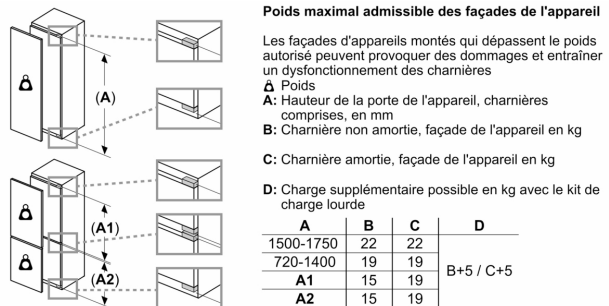 Poids maximal admissible des façades de l'appareil
Les façades d'appareils montés qui dépassent le poids
autorisé peuvent provoquer des dommages et entraîner
un dysfonctionnement des charnières
Poids
A: Hauteur de la porte de l'appareil, charnières
comprises, en mm
B: Charnière non amortie, façade de l'appareil en kg
C: Charnière amortie, façade de l'appareil en kg
D: Charge supplémentaire possible en kg avec le kit de
charge lourde
A B C D
1500-1750 22 22
720-1400 19 19
B+5 / C+5
A1 15 19
A2 15 19
(A)
(A1)
(A2)